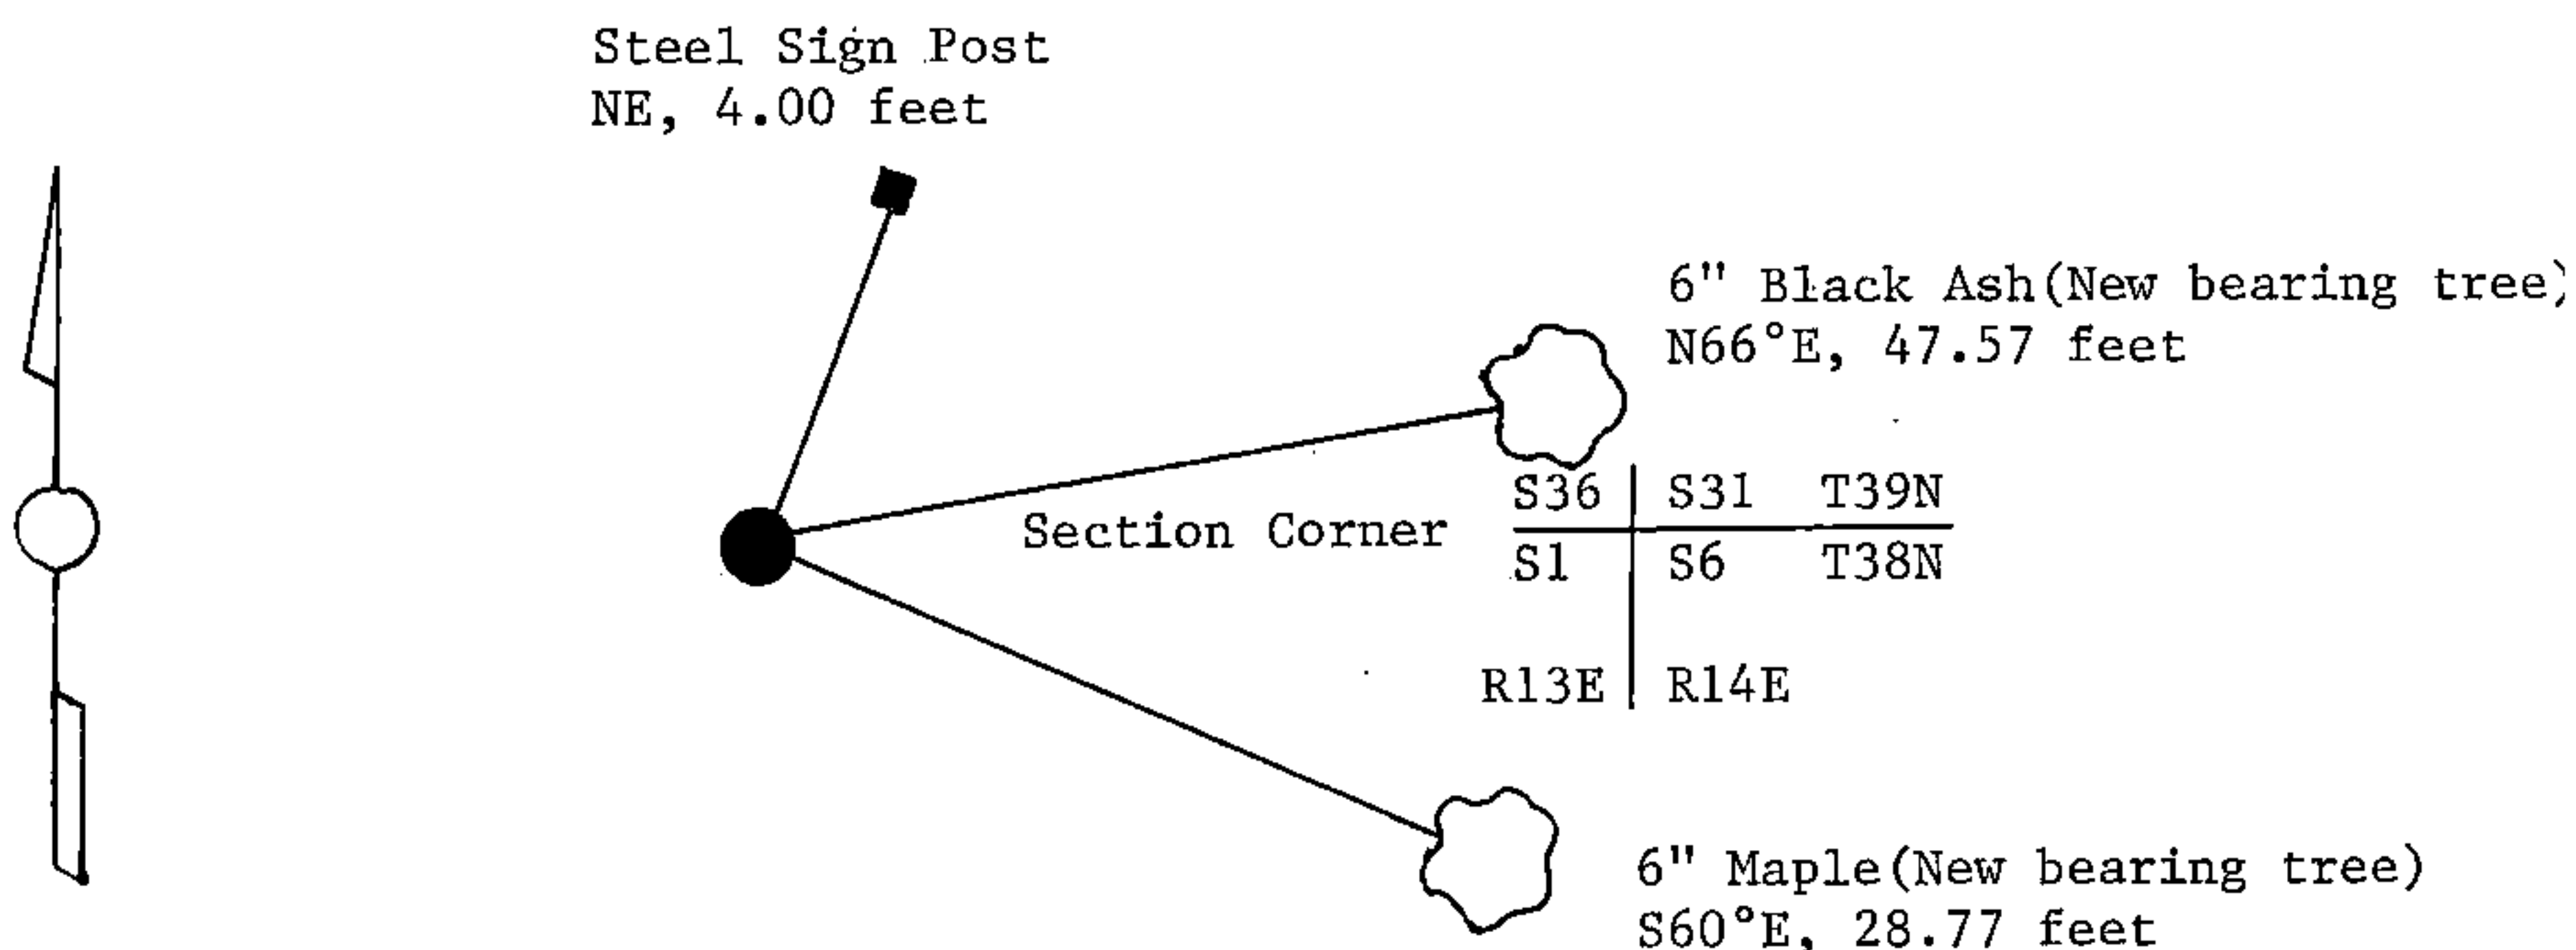 Steel Sign Post
NE, 4.00 feet
6" Black Ash(New bearing tree)
N66°E, 47.57 feet
Section Corner
S36 S31 T39N
S1 S6 T38N
R13E R14E
6" Maple(New bearing tree)
S60°E, 28.77 feet